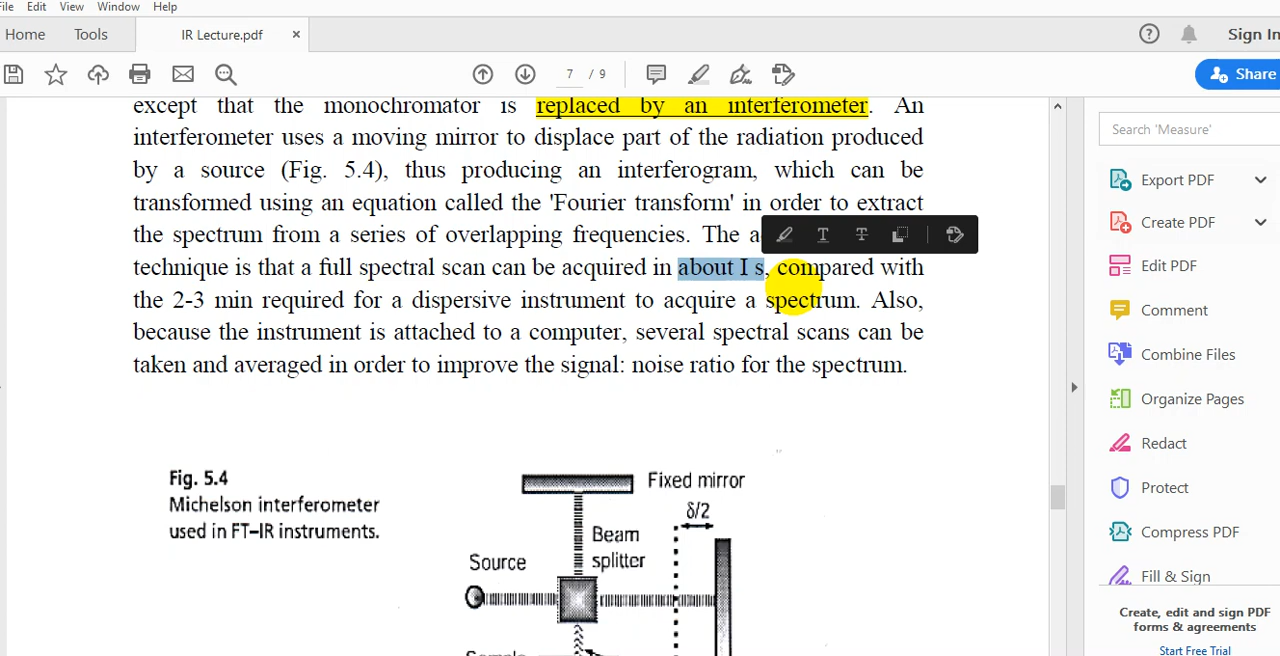 File Edit View Window Help
Home Tools IR Lecture.pdf × Sign In
7 / 9 Share
except that the monochromator is replaced by an interferometer. An
interferometer uses a moving mirror to displace part of the radiation produced
by a source (Fig. 5.4), thus producing an interferogram, which can be
transformed using an equation called the 'Fourier transform' in order to extract
the spectrum from a series of overlapping frequencies. The
technique is that a full spectral scan can be acquired in about I s, compared with
the 2-3 min required for a dispersive instrument to acquire a spectrum. Also,
because the instrument is attached to a computer, several spectral scans can be
taken and averaged in order to improve the signal: noise ratio for the spectrum.
Fig. 5.4
Michelson interferometer
used in FT–IR instruments.
Fixed mirror
δ/2
Beam
splitter
Source
Sample
Search 'Measure'
Export PDF
Create PDF
Edit PDF
Comment
Combine Files
Organize Pages
Redact
Protect
Compress PDF
Fill & Sign
Create, edit and sign PDF
forms & agreements
Start Free Trial